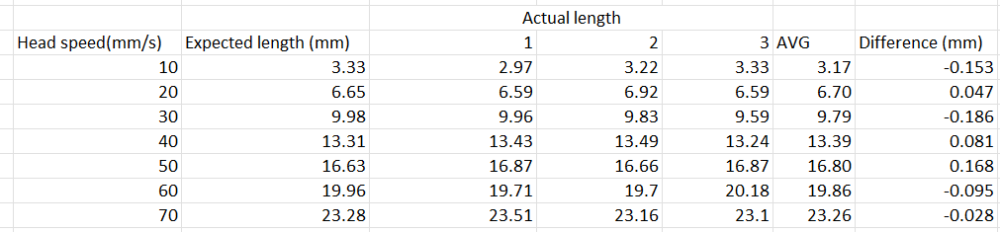 Actual length
Head speed(mm/s) Expected length (mm) 1 2 3 AVG Difference (mm)
10 3.33 2.97 3.22 3.33 3.17 -0.153
20 6.65 6.59 6.92 6.59 6.70 0.047
30 9.98 9.96 9.83 9.59 9.79 -0.186
40 13.31 13.43 13.49 13.24 13.39 0.081
50 16.63 16.87 16.66 16.87 16.80 0.168
60 19.96 19.71 19.7 20.18 19.86 -0.095
70 23.28 23.51 23.16 23.1 23.26 -0.028